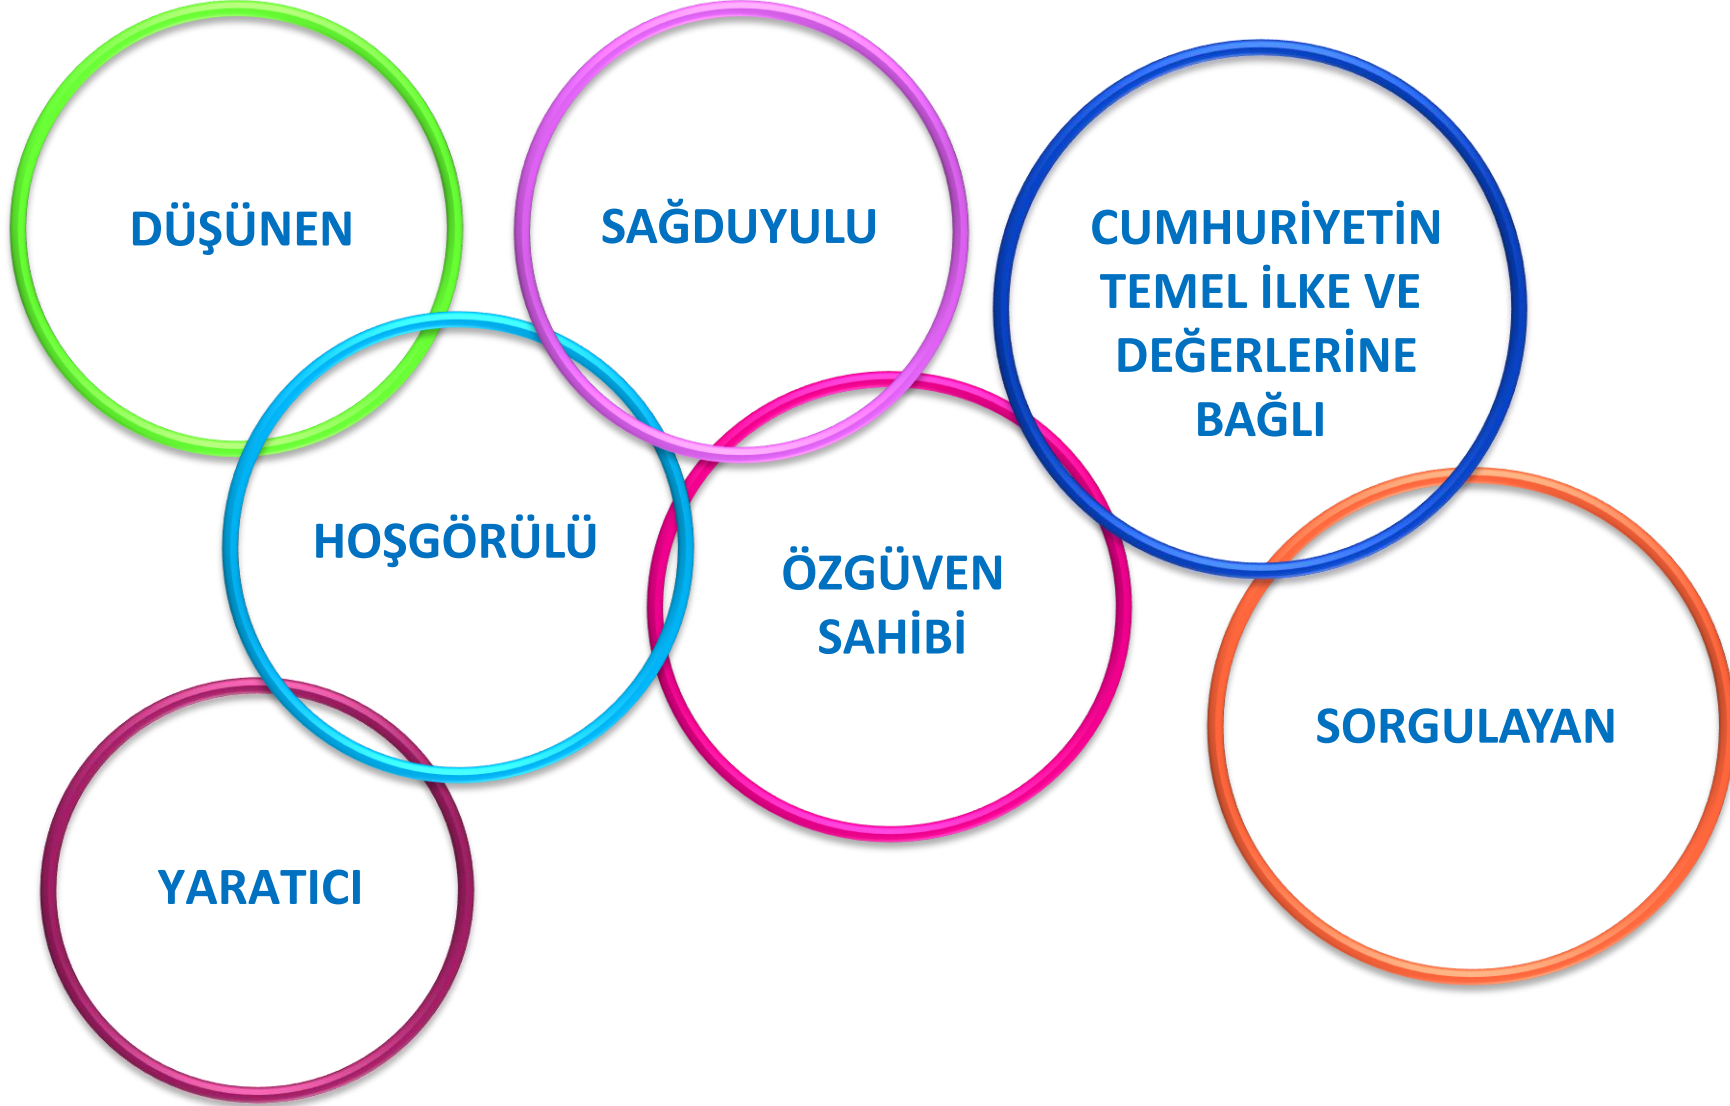 DÜŞÜNEN
SAĞDUYULU
CUMHURİYETİN
TEMEL İLKE VE
DEĞERLERİNE
BAĞLI
HOŞGÖRÜLÜ
ÖZGÜVEN
SAHİBİ
SORGULAYAN
YARATICI